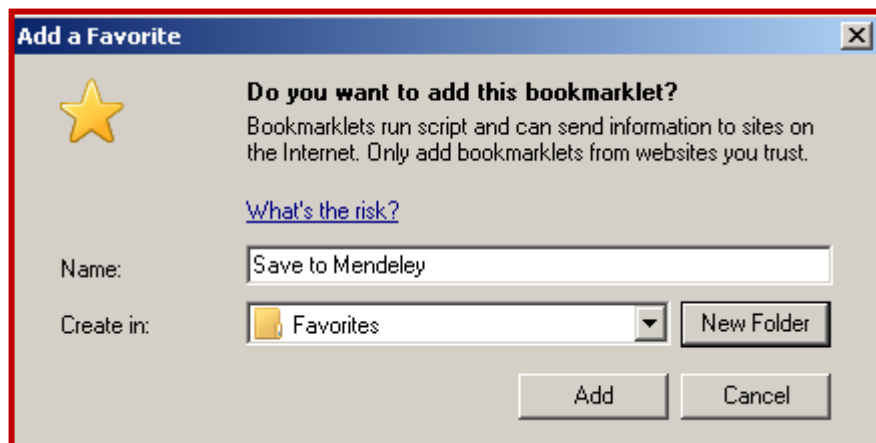 Add a Favorite
Do you want to add this bookmarklet?
Bookmarklets run script and can send information to sites on
the Internet. Only add bookmarklets from websites you trust.
What's the risk?
Name: Save to Mendeley
Create in: Favorites New Folder
Add Cancel